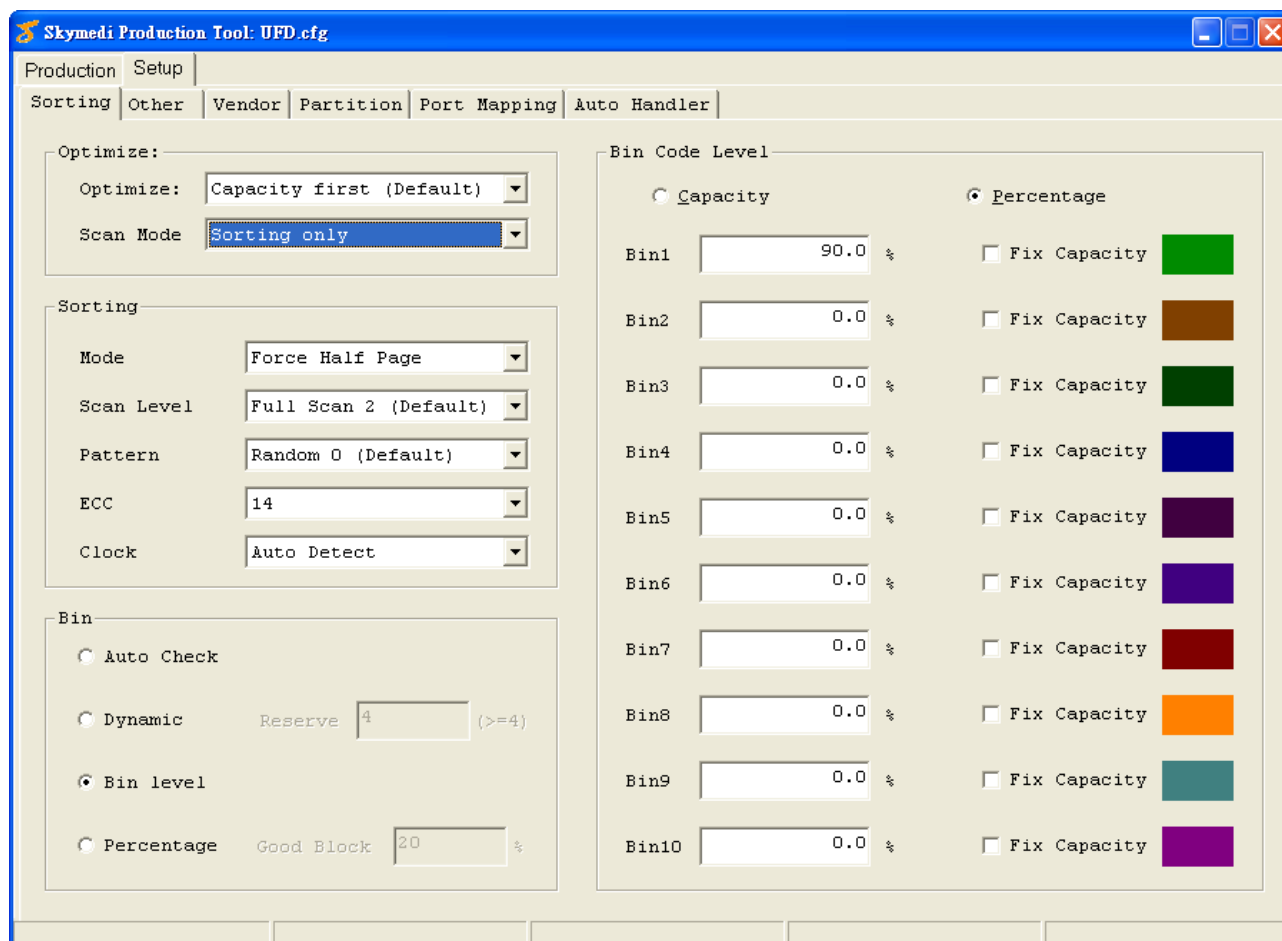 Skymedi Production Tool: UFD.cfg
Production Setup
Sorting Other Vendor Partition Port Mapping Auto Handler
Optimize:
Optimize: Capacity first (Default)
Scan Mode Sorting only
Sorting
Mode Force Half Page
Scan Level Full Scan 2 (Default)
Pattern Random 0 (Default)
ECC 14
Clock Auto Detect
Bin
Auto Check
Dynamic Reserve 4 (>=4)
Bin level
Percentage Good Block 20 %
Bin Code Level
Capacity Percentage
Bin1 90.0 % Fix Capacity
Bin2 0.0 % Fix Capacity
Bin3 0.0 % Fix Capacity
Bin4 0.0 % Fix Capacity
Bin5 0.0 % Fix Capacity
Bin6 0.0 % Fix Capacity
Bin7 0.0 % Fix Capacity
Bin8 0.0 % Fix Capacity
Bin9 0.0 % Fix Capacity
Bin10 0.0 % Fix Capacity